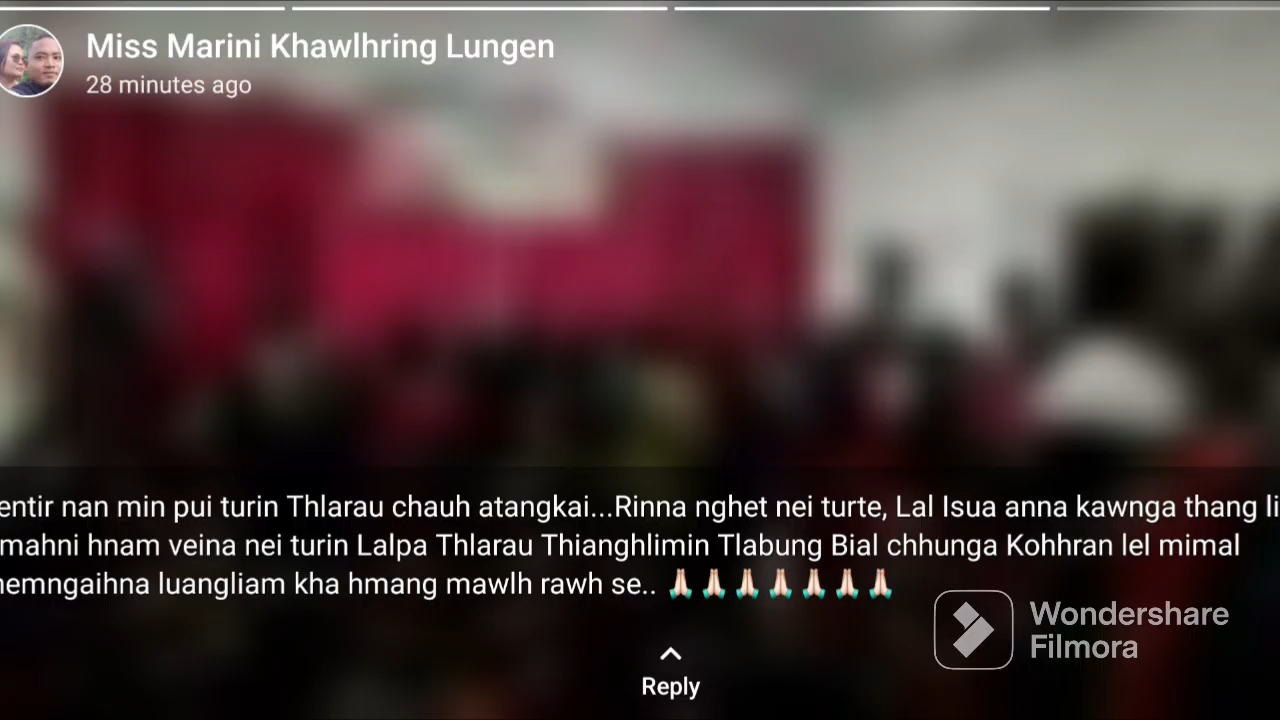 Miss Marini Khawlhring Lungen
28 minutes ago
entir nan min pui turin Thlarau chauh atangkai...Rinna nghet nei turte, Lal Isua anna kawnga thang li
mahni hnam veina nei turin Lalpa Thlarau Thianghlimin Tlabung Bial chhunga Kohhran lel mimal
hemngaihna luangliam kha hmang mawlh rawh se.. 🙏🏻🙏🏻🙏🏻🙏🏻🙏🏻🙏🏻🙏🏻
Wondershare
Filmora
Reply